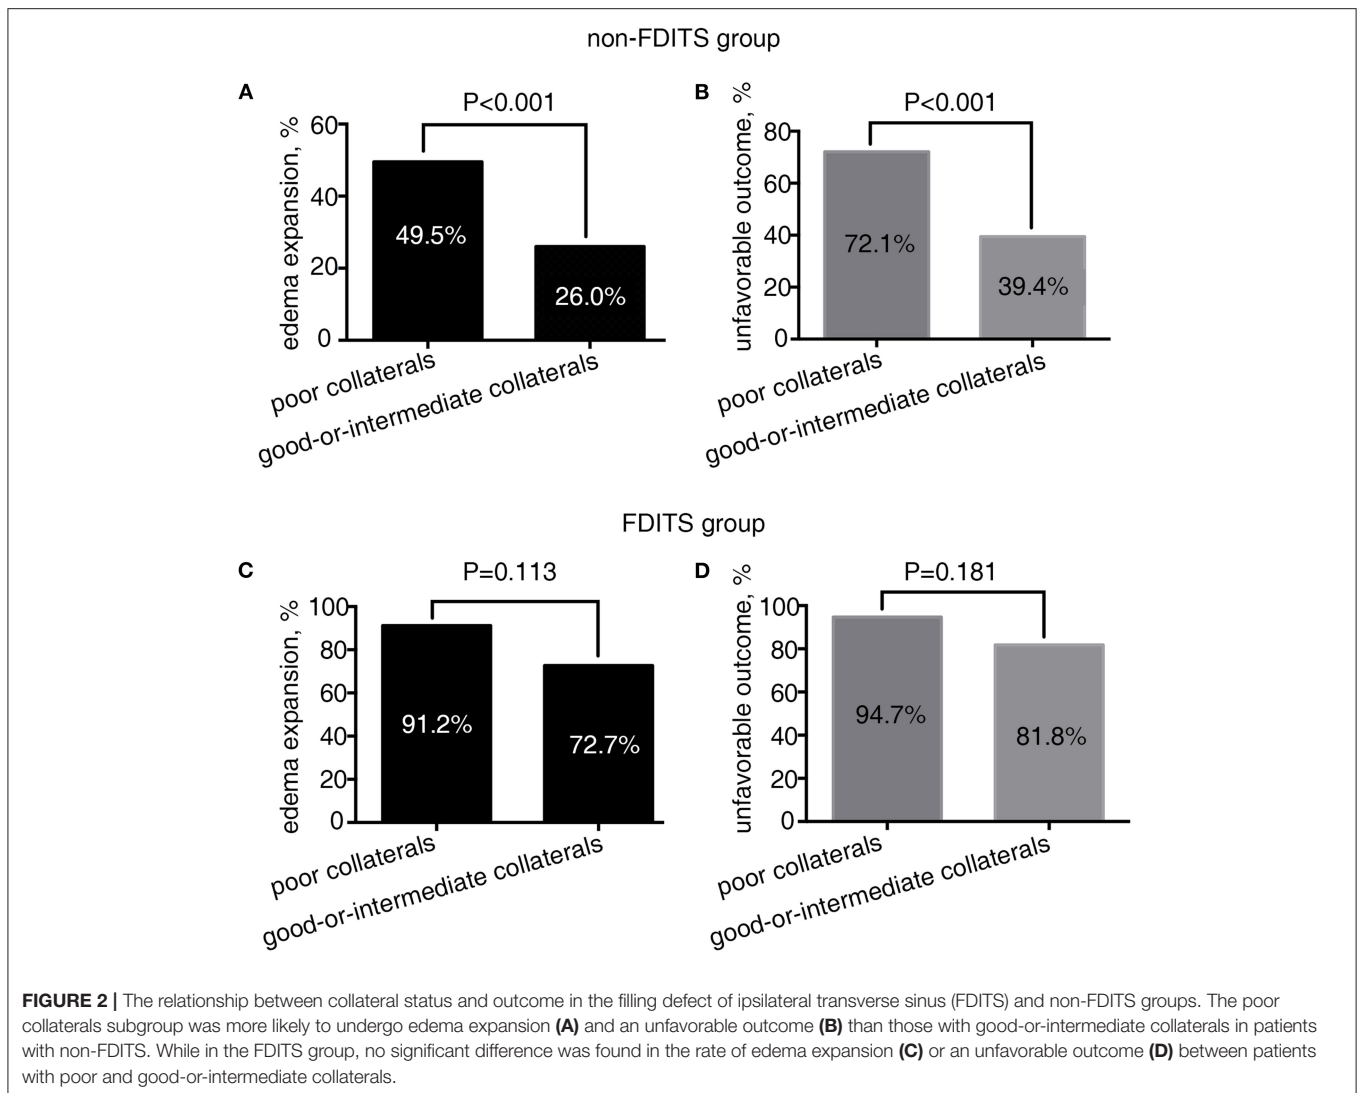 non-FDITS group
A
P<0.001
edema expansion, %
60
40
20
0
49.5%
26.0%
poor collaterals
good-or-intermediate collaterals
B
P<0.001
unfavorable outcome, %
80
60
40
20
0
72.1%
39.4%
poor collaterals
good-or-intermediate collaterals
FDITS group
C
P=0.113
edema expansion, %
100
80
60
40
20
0
91.2%
72.7%
poor collaterals
good-or-intermediate collaterals
D
P=0.181
unfavorable outcome, %
100
80
60
40
20
0
94.7%
81.8%
poor collaterals
good-or-intermediate collaterals
FIGURE 2 | The relationship between collateral status and outcome in the filling defect of ipsilateral transverse sinus (FDITS) and non-FDITS groups. The poor
collaterals subgroup was more likely to undergo edema expansion (A) and an unfavorable outcome (B) than those with good-or-intermediate collaterals in patients
with non-FDITS. While in the FDITS group, no significant difference was found in the rate of edema expansion (C) or an unfavorable outcome (D) between patients
with poor and good-or-intermediate collaterals.